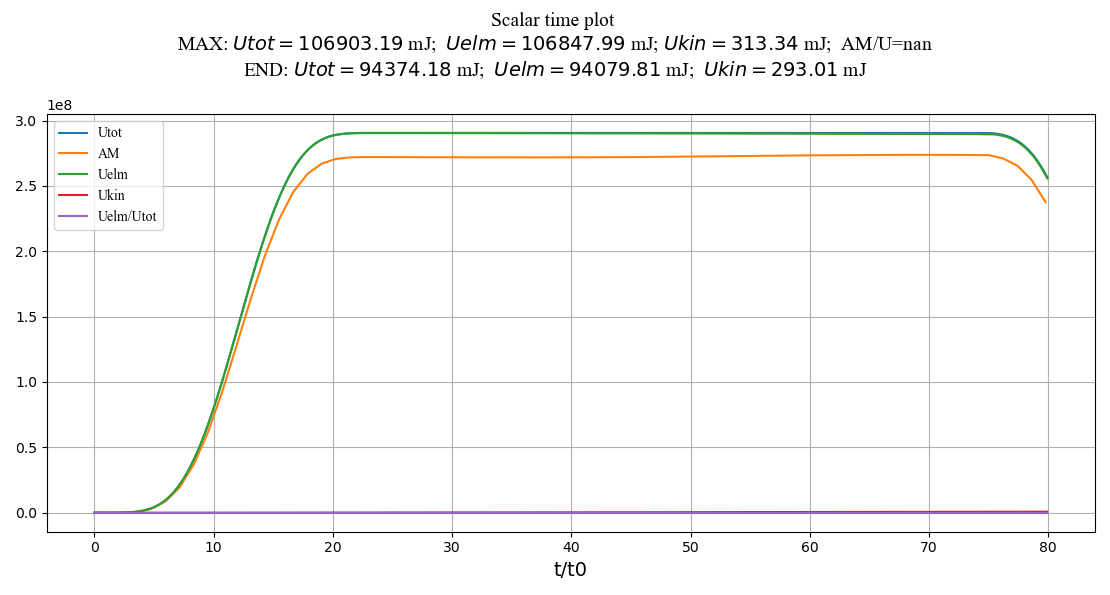 Scalar time plot
MAX: Utot = 106903.19 mJ; Uelm = 106847.99 mJ; Ukin = 313.34 mJ; AM/U=nan
END: Utot = 94374.18 mJ; Uelm = 94079.81 mJ; Ukin = 293.01 mJ
1e8
3.0
2.5
2.0
1.5
1.0
0.5
0.0
Utot
AM
Uelm
Ukin
Uelm/Utot
0 10 20 30 40 50 60 70 80
t/t0